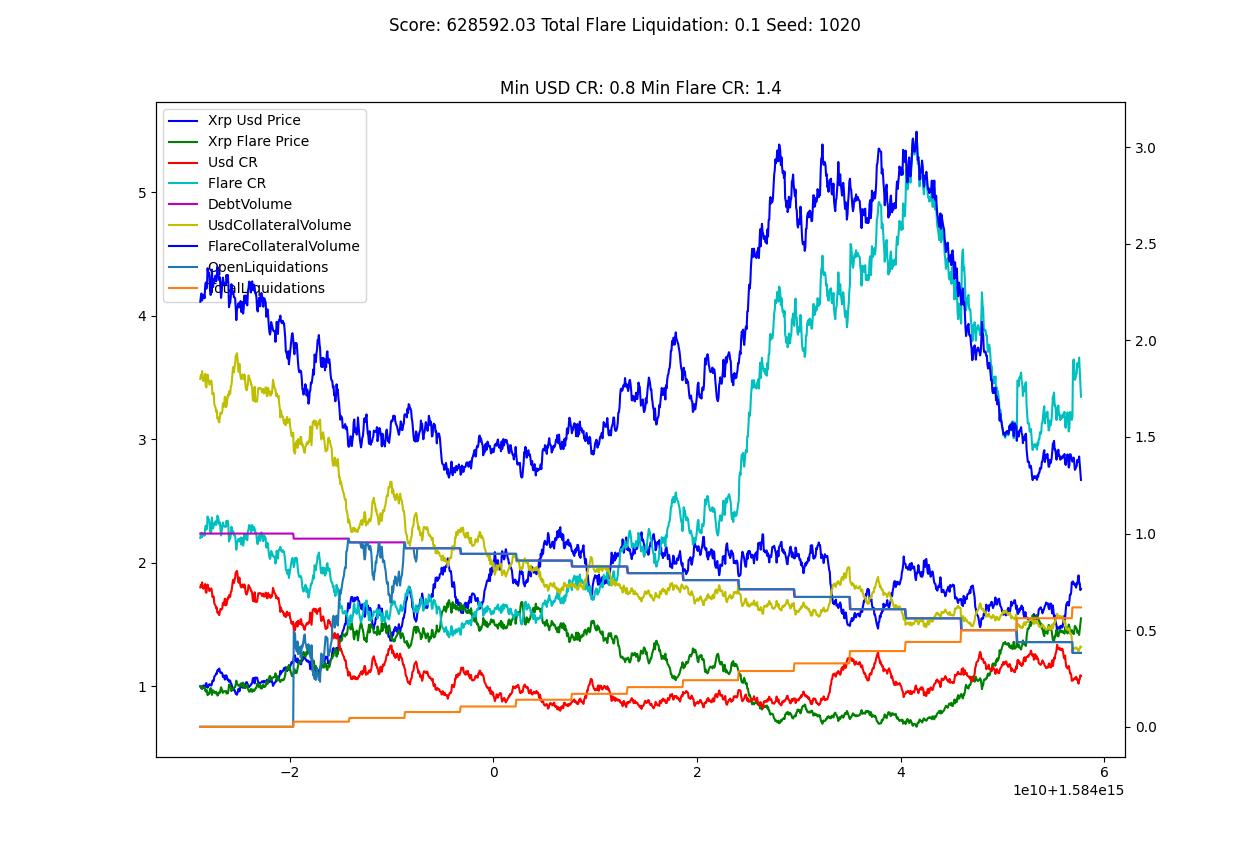 Score: 628592.03 Total Flare Liquidation: 0.1 Seed: 1020
Min USD CR: 0.8 Min Flare CR: 1.4
Xrp Usd Price
Xrp Flare Price
Usd CR
Flare CR
DebtVolume
UsdCollateralVolume
FlareCollateralVolume
OpenLiquidations
TotalLiquidations
5
4
3
2
1
3.0
2.5
2.0
1.5
1.0
0.5
0.0
−2
0
2
4
6
1e10+1.584e15